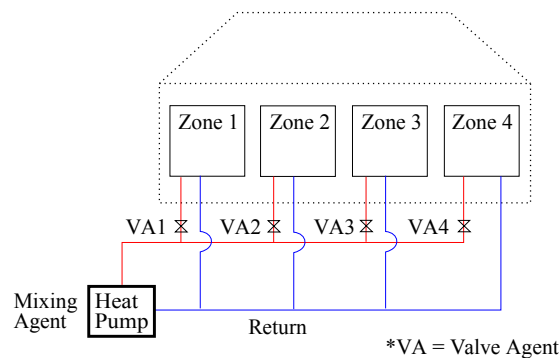 Zone 1
Zone 2
Zone 3
Zone 4
VA1
VA2
VA3
VA4
Mixing
Agent
Heat
Pump
Return
*VA = Valve Agent